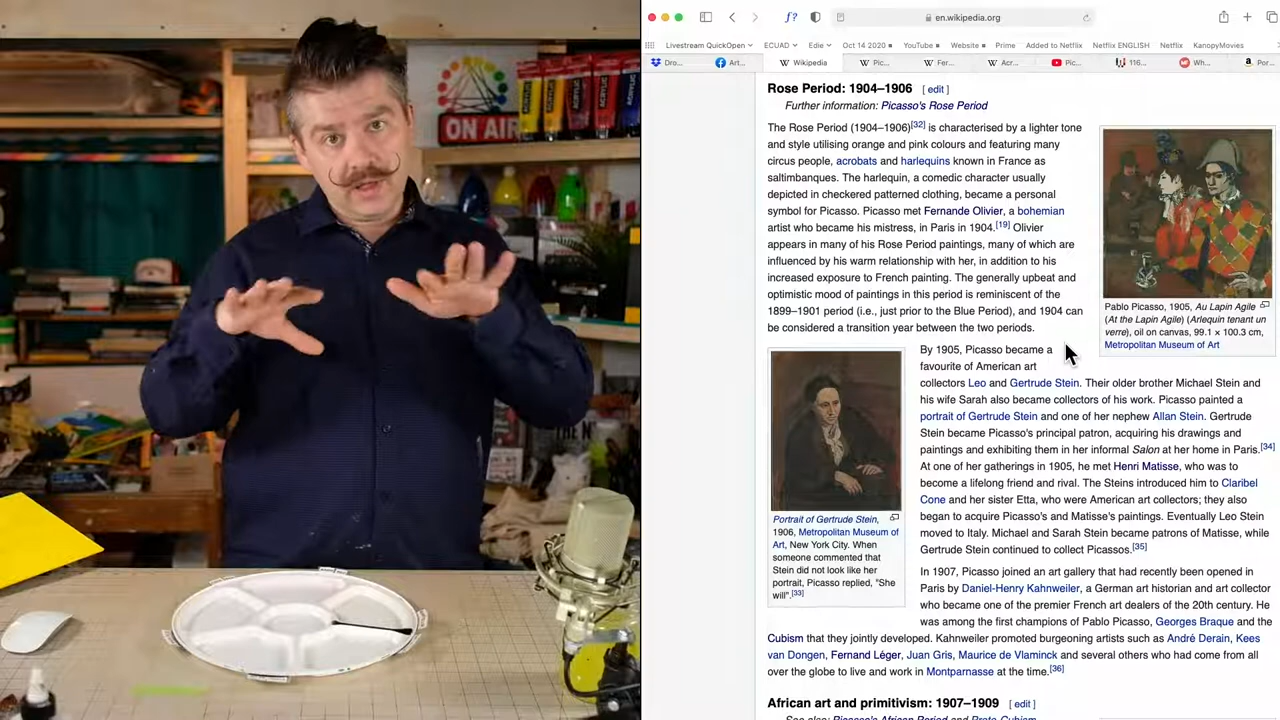 ON AIR
ACRYLIC
ACRYLIC
ACRYLIC
en.wikipedia.org
Livestream QuickOpen
ECUAD
Edie
Oct 14 2020
YouTube
Website
Prime
Added to Netflix
Netflix ENGLISH
Netflix
KanopyMovies
Dro...
Art...
Wikipedia
Pic...
Fer...
Acr...
Pic...
116...
Wh...
Por...
Rose Period: 1904–1906 [ edit ]
Further information: Picasso's Rose Period
The Rose Period (1904–1906)[32] is characterised by a lighter tone
and style utilising orange and pink colours and featuring many
circus people, acrobats and harlequins known in France as
saltimbanques. The harlequin, a comedic character usually
depicted in checkered patterned clothing, became a personal
symbol for Picasso. Picasso met Fernande Olivier, a bohemian
artist who became his mistress, in Paris in 1904.[19] Olivier
appears in many of his Rose Period paintings, many of which are
influenced by his warm relationship with her, in addition to his
increased exposure to French painting. The generally upbeat and
optimistic mood of paintings in this period is reminiscent of the
1899–1901 period (i.e., just prior to the Blue Period), and 1904 can
be considered a transition year between the two periods.
Pablo Picasso, 1905, Au Lapin Agile
(At the Lapin Agile) (Arlequin tenant un
verre), oil on canvas, 99.1 × 100.3 cm,
Metropolitan Museum of Art
By 1905, Picasso became a
favourite of American art
collectors Leo and Gertrude Stein. Their older brother Michael Stein and
his wife Sarah also became collectors of his work. Picasso painted a
portrait of Gertrude Stein and one of her nephew Allan Stein. Gertrude
Stein became Picasso's principal patron, acquiring his drawings and
paintings and exhibiting them in her informal Salon at her home in Paris.[34]
At one of her gatherings in 1905, he met Henri Matisse, who was to
become a lifelong friend and rival. The Steins introduced him to Claribel
Cone and her sister Etta, who were American art collectors; they also
began to acquire Picasso's and Matisse's paintings. Eventually Leo Stein
moved to Italy. Michael and Sarah Stein became patrons of Matisse, while
Gertrude Stein continued to collect Picassos.[35]
Portrait of Gertrude Stein,
1906, Metropolitan Museum of
Art, New York City. When
someone commented that
Stein did not look like her
portrait, Picasso replied, "She
will".[33]
In 1907, Picasso joined an art gallery that had recently been opened in
Paris by Daniel-Henry Kahnweiler, a German art historian and art collector
who became one of the premier French art dealers of the 20th century. He
was among the first champions of Pablo Picasso, Georges Braque and the
Cubism that they jointly developed. Kahnweiler promoted burgeoning artists such as André Derain, Kees
van Dongen, Fernand Léger, Juan Gris, Maurice de Vlaminck and several others who had come from all
over the globe to live and work in Montparnasse at the time.[36]
African art and primitivism: 1907–1909 [ edit ]
See also: Picasso's African Period and Proto-Cubism